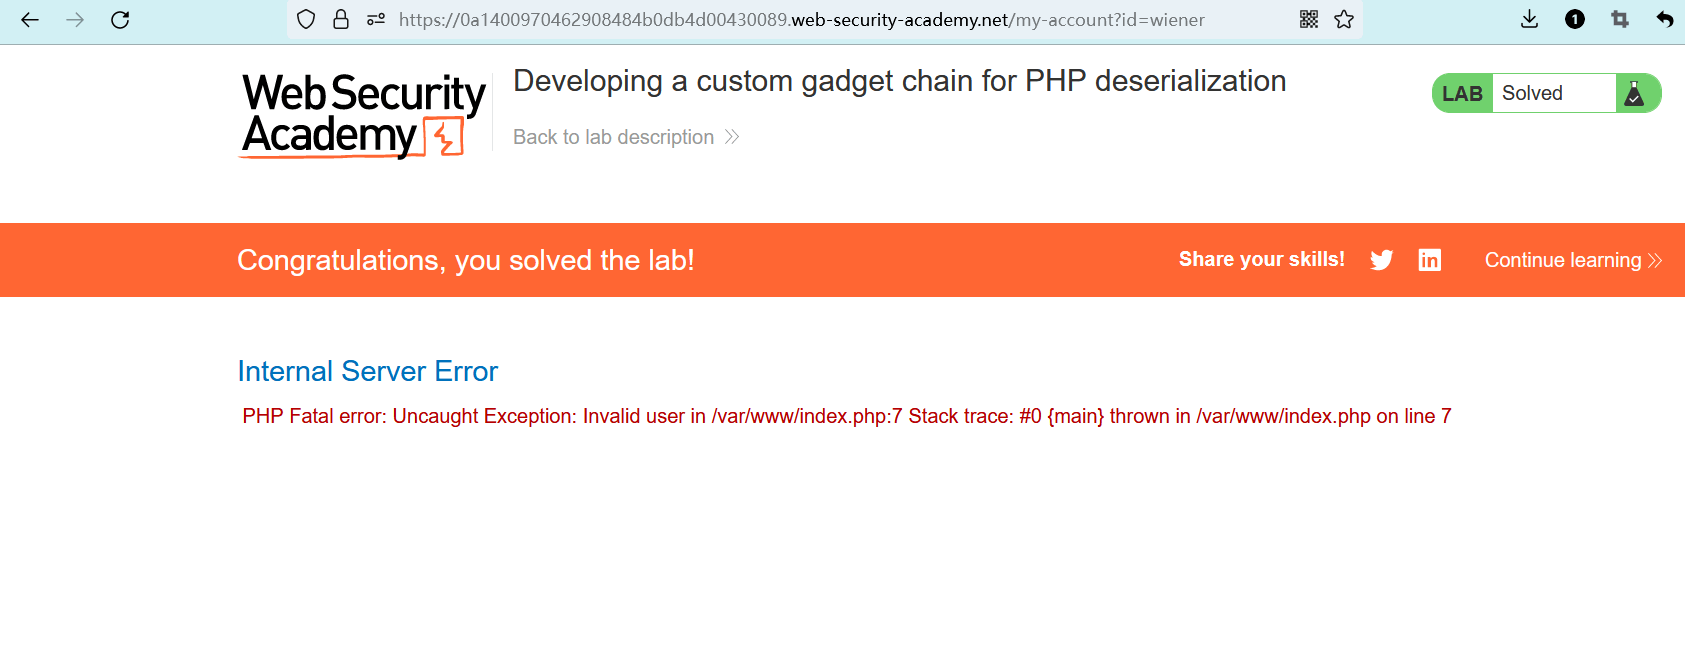 https://0a1400970462908484b0db4d00430089.web-security-academy.net/my-account?id=wiener
1
Web Security
Academy
Developing a custom gadget chain for PHP deserialization
Back to lab description
LAB Solved
Congratulations, you solved the lab!
Share your skills!
in
Continue learning
Internal Server Error
PHP Fatal error: Uncaught Exception: Invalid user in /var/www/index.php:7 Stack trace: #0 {main} thrown in /var/www/index.php on line 7